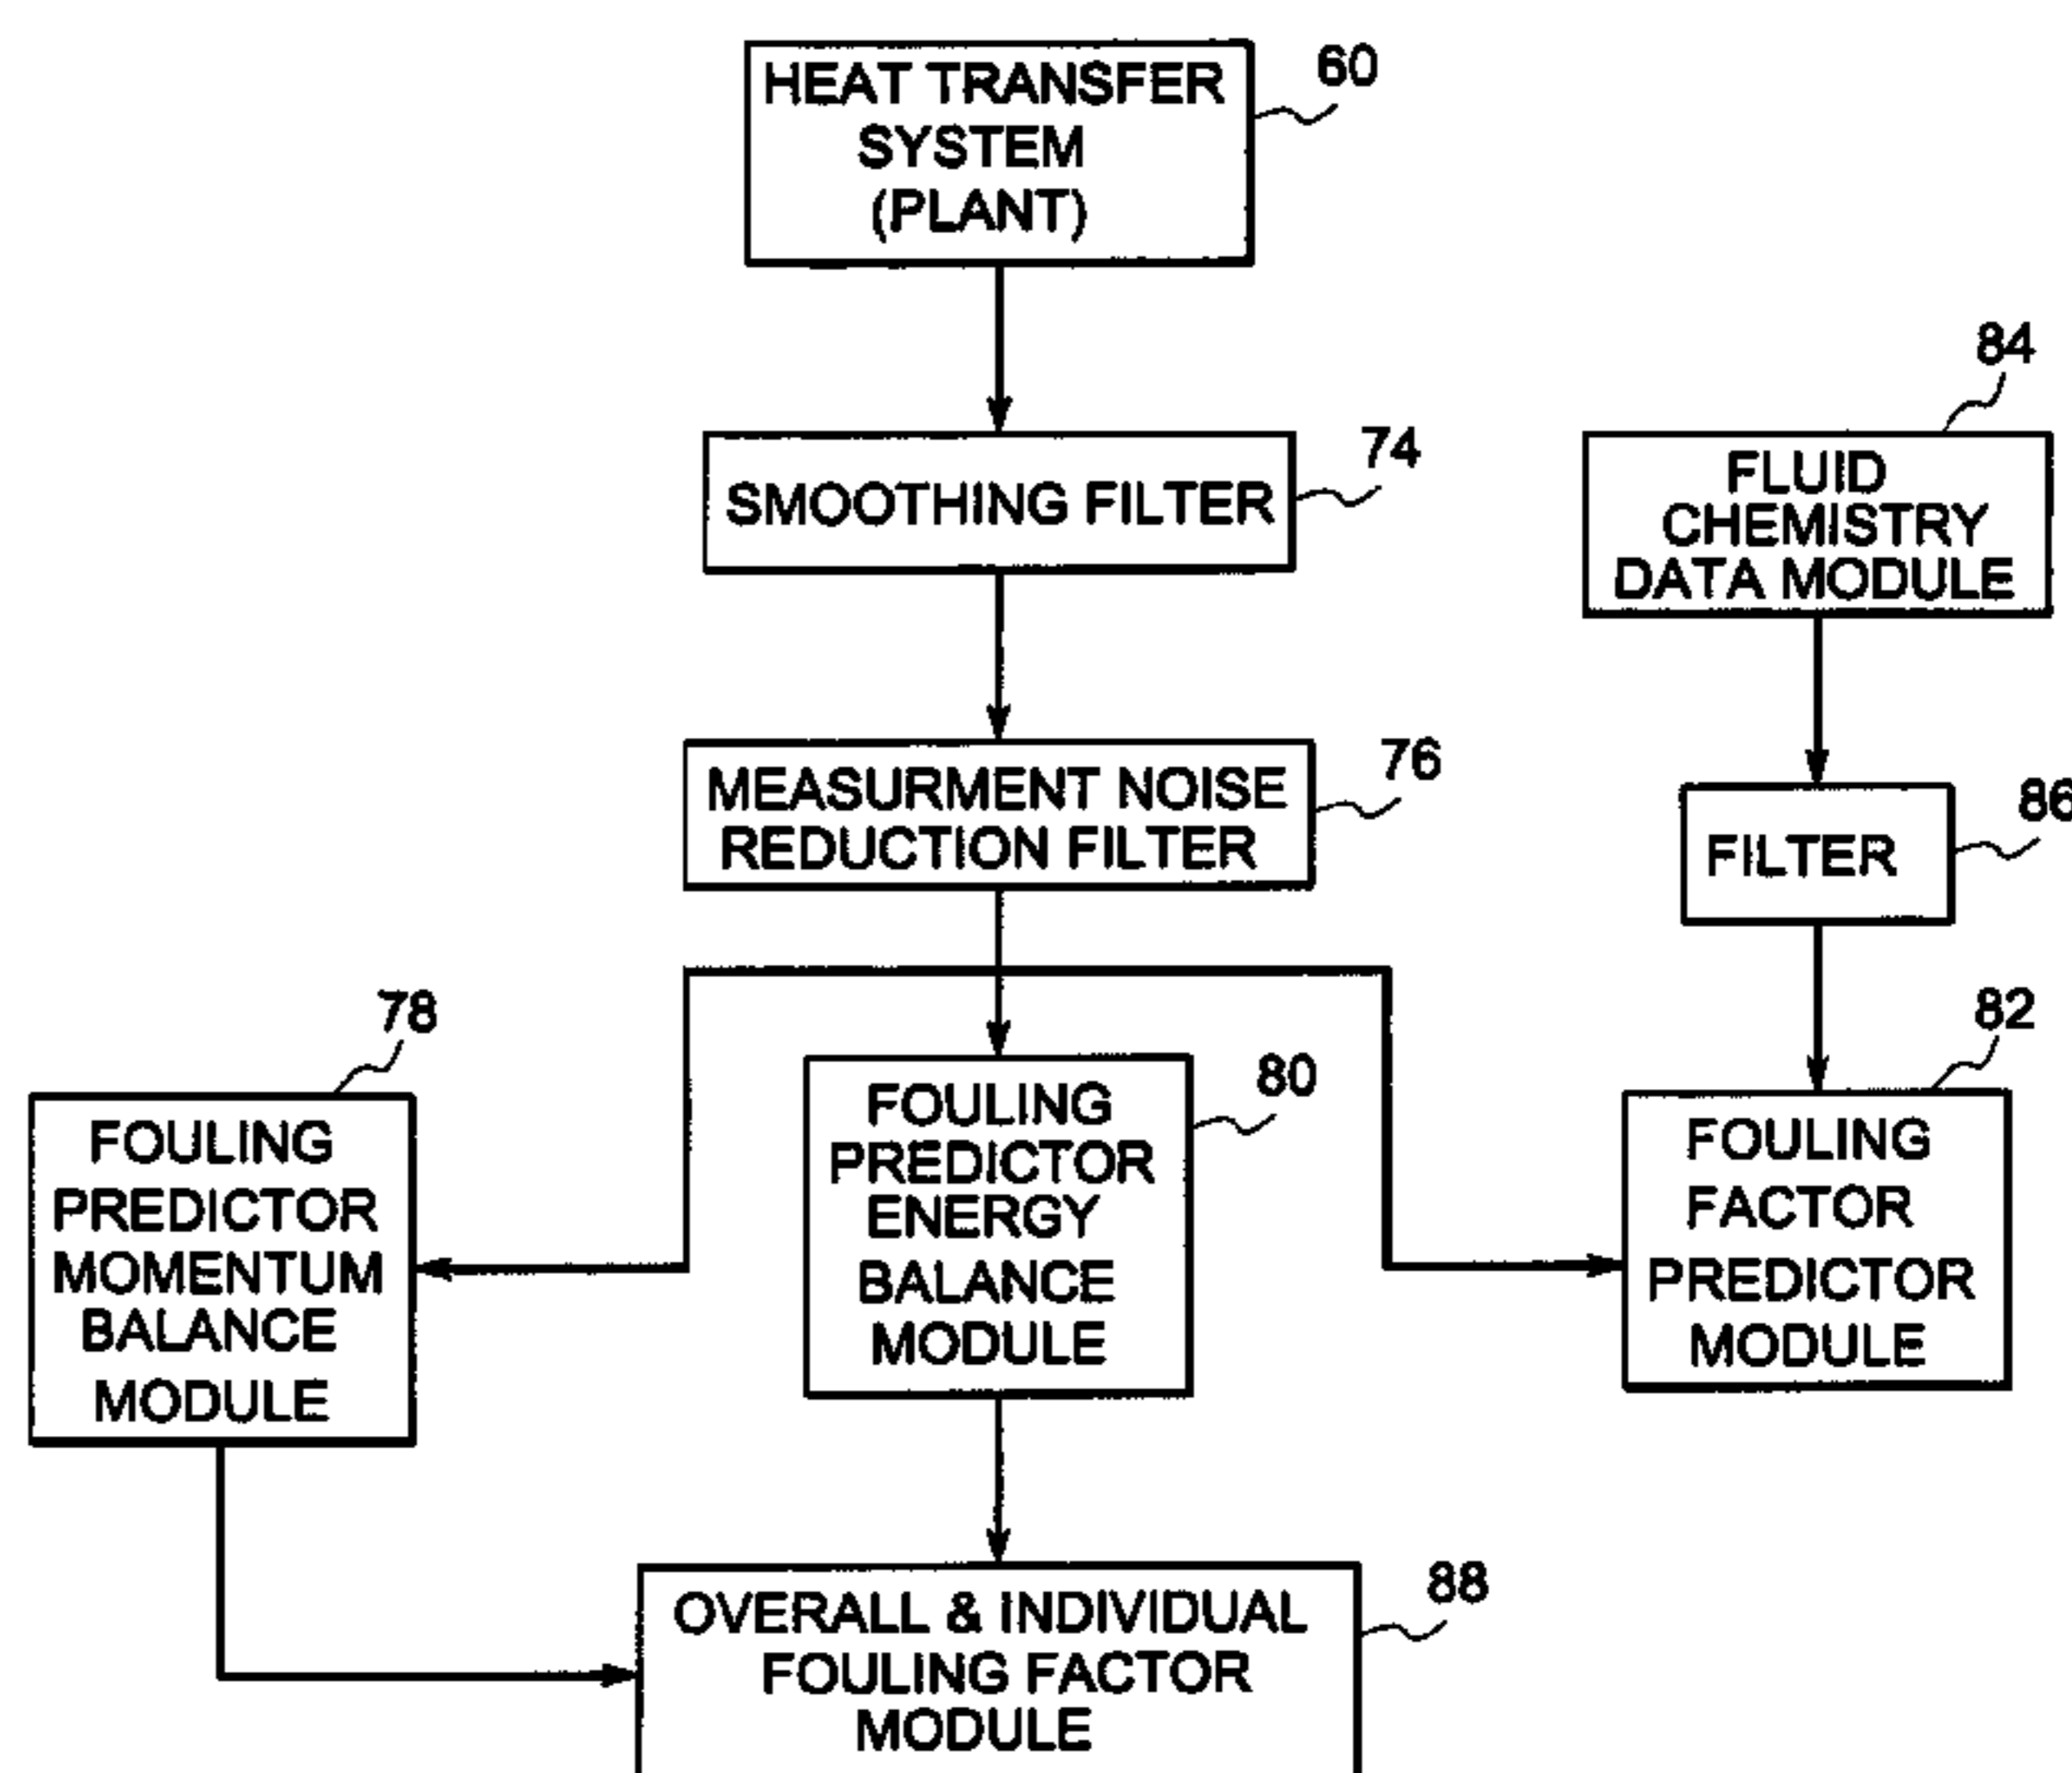 HEAT TRANSFER
SYSTEM
(PLANT)
60
SMOOTHING FILTER
74
FLUID
CHEMISTRY
DATA MODULE
84
MEASURMENT NOISE
REDUCTION FILTER
76
FILTER
86
FOULING
PREDICTOR
MOMENTUM
BALANCE
MODULE
78
FOULING
PREDICTOR
ENERGY
BALANCE
MODULE
80
FOULING
FACTOR
PREDICTOR
MODULE
82
OVERALL & INDIVIDUAL
FOULING FACTOR
MODULE
88